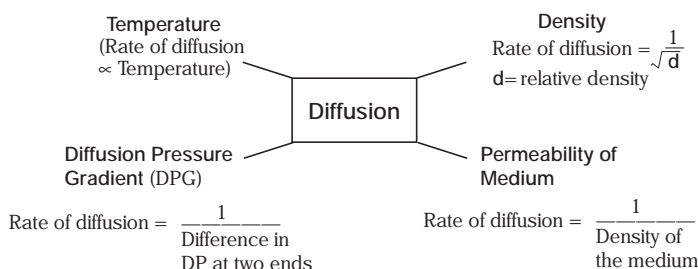 Temperature
(Rate of diffusion
∝ Temperature)
Density
Rate of diffusion = 1/√d
d= relative density
Diffusion
Diffusion Pressure
Gradient (DPG)
Rate of diffusion = 1
Difference in
DP at two ends
Permeability of
Medium
Rate of diffusion = 1
Density of
the medium